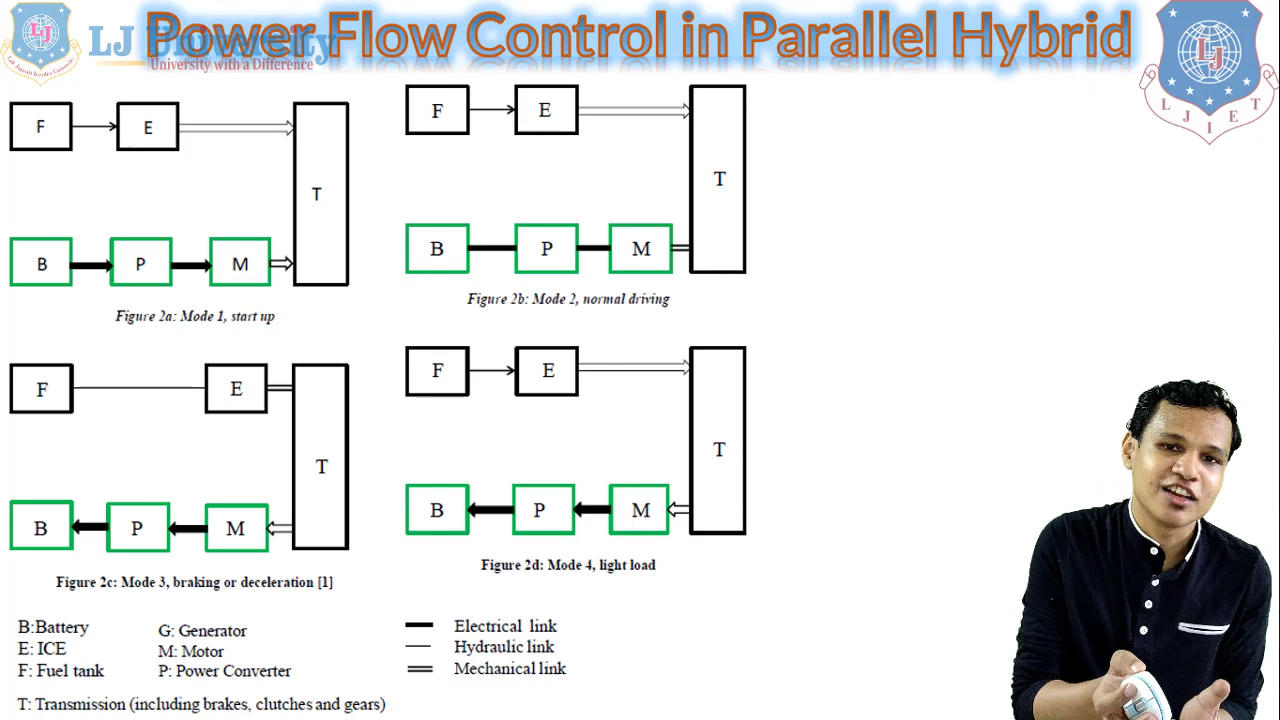 Power Flow Control in Parallel Hybrid
LJ University
University with a Difference
LJ
LJ
L J I E T
F E T
B P M
Figure 2a: Mode 1, start up
F E T
B P M
Figure 2b: Mode 2, normal driving
F E T
B P M
Figure 2c: Mode 3, braking or deceleration [1]
F E T
B P M
Figure 2d: Mode 4, light load
B:Battery
E: ICE
F: Fuel tank
G: Generator
M: Motor
P: Power Converter
T: Transmission (including brakes, clutches and gears)
Electrical link
Hydraulic link
Mechanical link